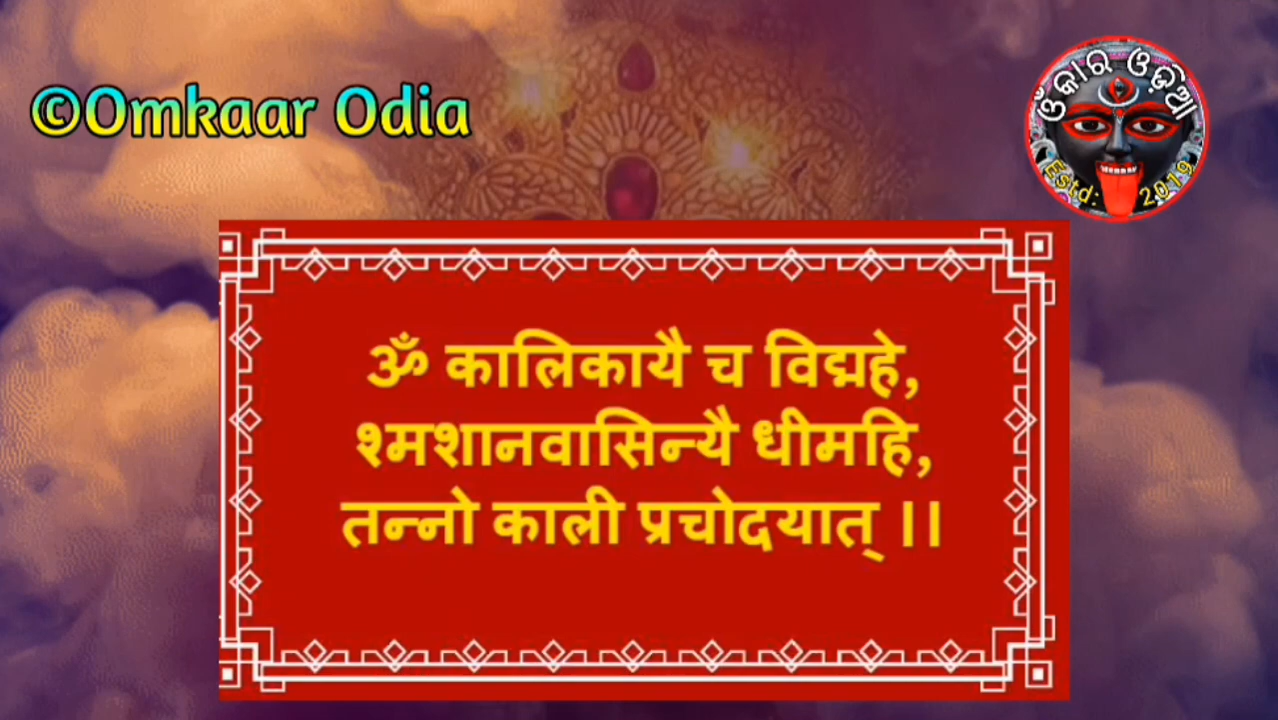 ©Omkaar Odia
ଓଁକାର ଓଡ଼ିଆ
Estd: 2019
ॐ कालिकायै च विद्महे,
श्मशानवासिन्यै धीमहि,
तन्नो काली प्रचोदयात् ।।